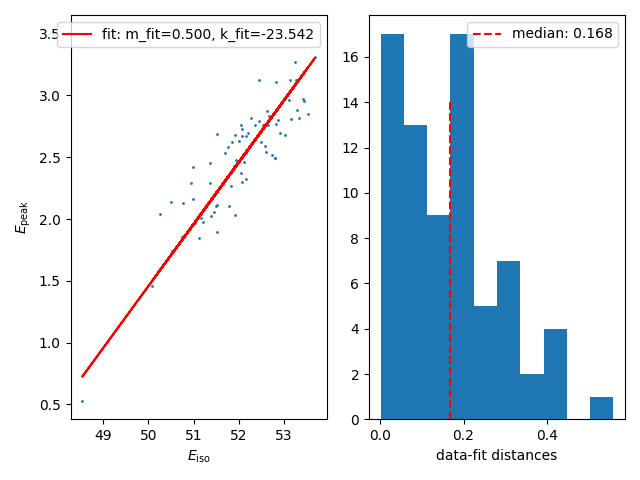 fit: m_fit=0.500, k_fit=-23.542
3.5
3.0
2.5
2.0
1.5
1.0
0.5
E_peak
49 50 51 52 53
E_iso
median: 0.168
16
14
12
10
8
6
4
2
0
0.0 0.2 0.4
data-fit distances